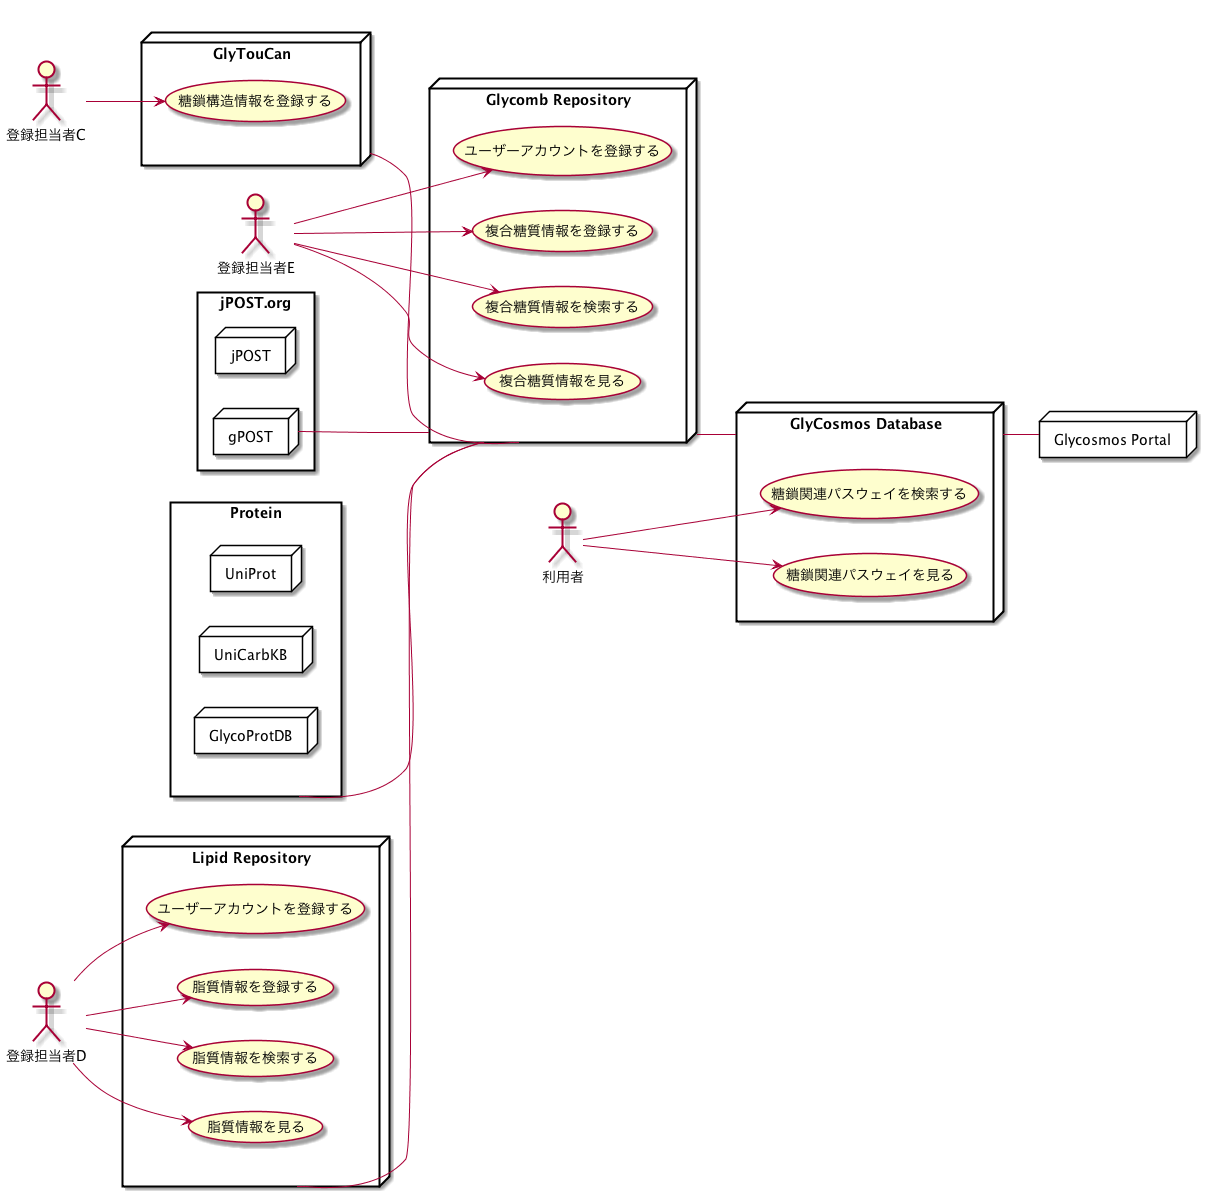 GlyTouCan
糖鎖構造情報を登録する
登録担当者C
Glycomb Repository
ユーザーアカウントを登録する
複合糖質情報を登録する
複合糖質情報を検索する
複合糖質情報を見る
登録担当者E
jPOST.org
jPOST
gPOST
GlyCosmos Database
糖鎖関連パスウェイを検索する
糖鎖関連パスウェイを見る
Glycosmos Portal
利用者
Protein
UniProt
UniCarbKB
GlycoProtDB
Lipid Repository
ユーザーアカウントを登録する
脂質情報を登録する
脂質情報を検索する
脂質情報を見る
登録担当者D